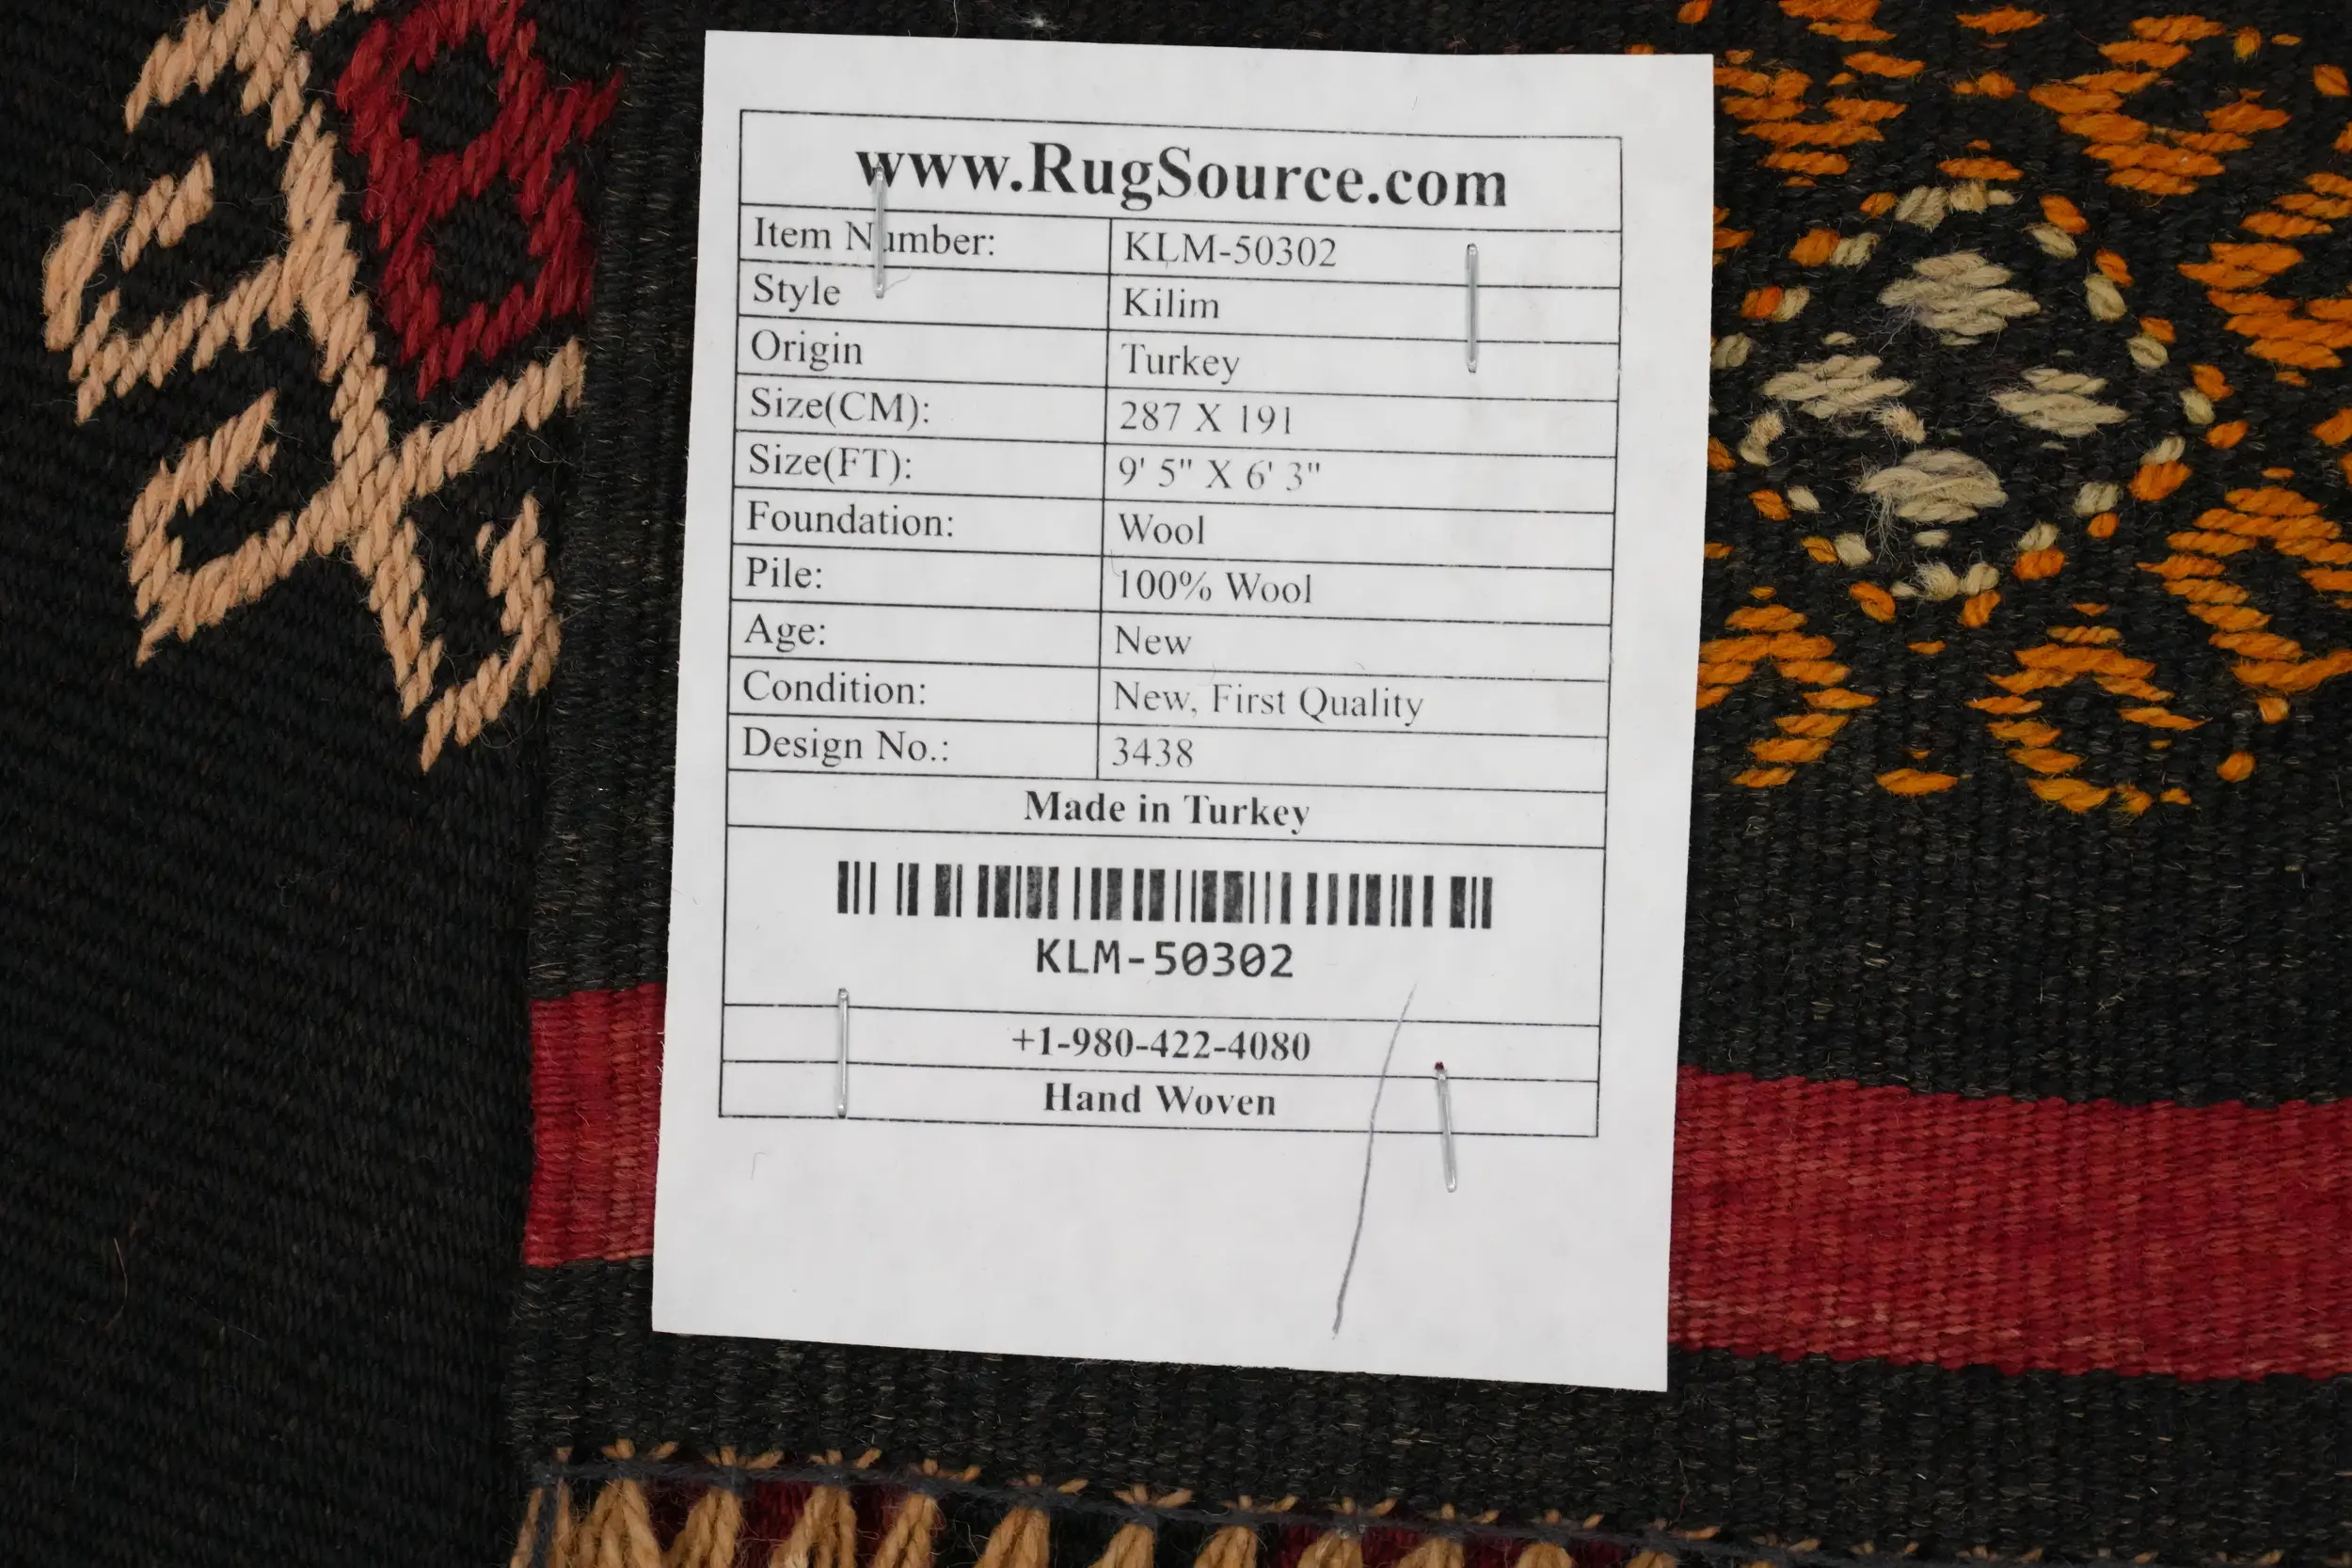 www.RugSource.com
Item Number: KLM-50302
Style Kilim
Origin Turkey
Size(CM): 287 X 191
Size(FT): 9' 5" X 6' 3"
Foundation: Wool
Pile: 100% Wool
Age: New
Condition: New, First Quality
Design No.: 3438
Made in Turkey
KLM-50302
+1-980-422-4080
Hand Woven